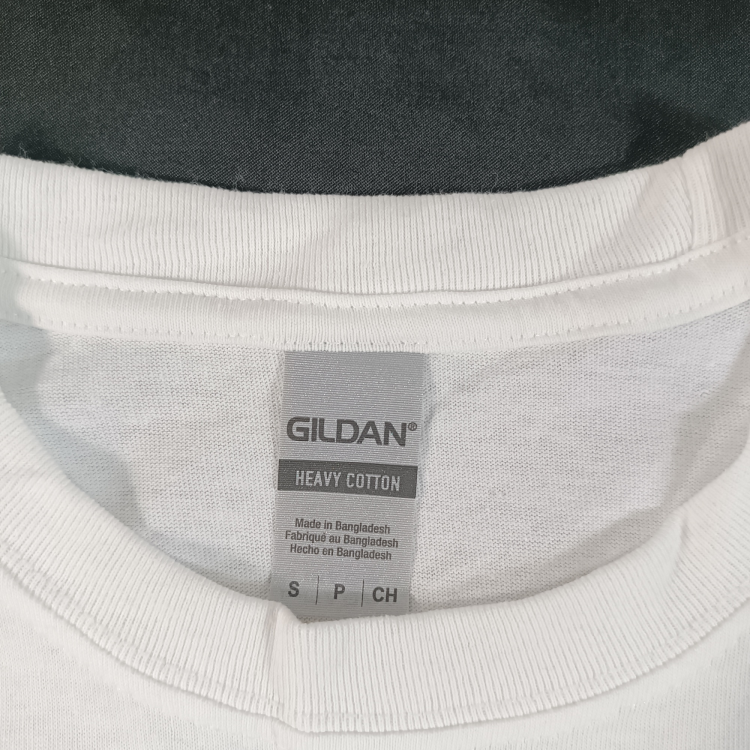 GILDAN®
HEAVY COTTON
Made in Bangladesh
Fabriqué au Bangladesh
Hecho en Bangladesh
S | P | CH